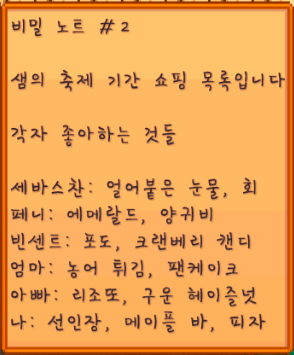 비밀 노트 #2
샘의 축제 기간 쇼핑 목록입니다
각자 좋아하는 것들
세바스찬: 얼어붙은 눈물, 회
페니: 에메랄드, 양귀비
빈센트: 포도, 크랜베리 캔디
엄마: 농어 튀김, 팬케이크
아빠: 리조또, 구운 헤이즐넛
나: 선인장, 메이플 바, 피자